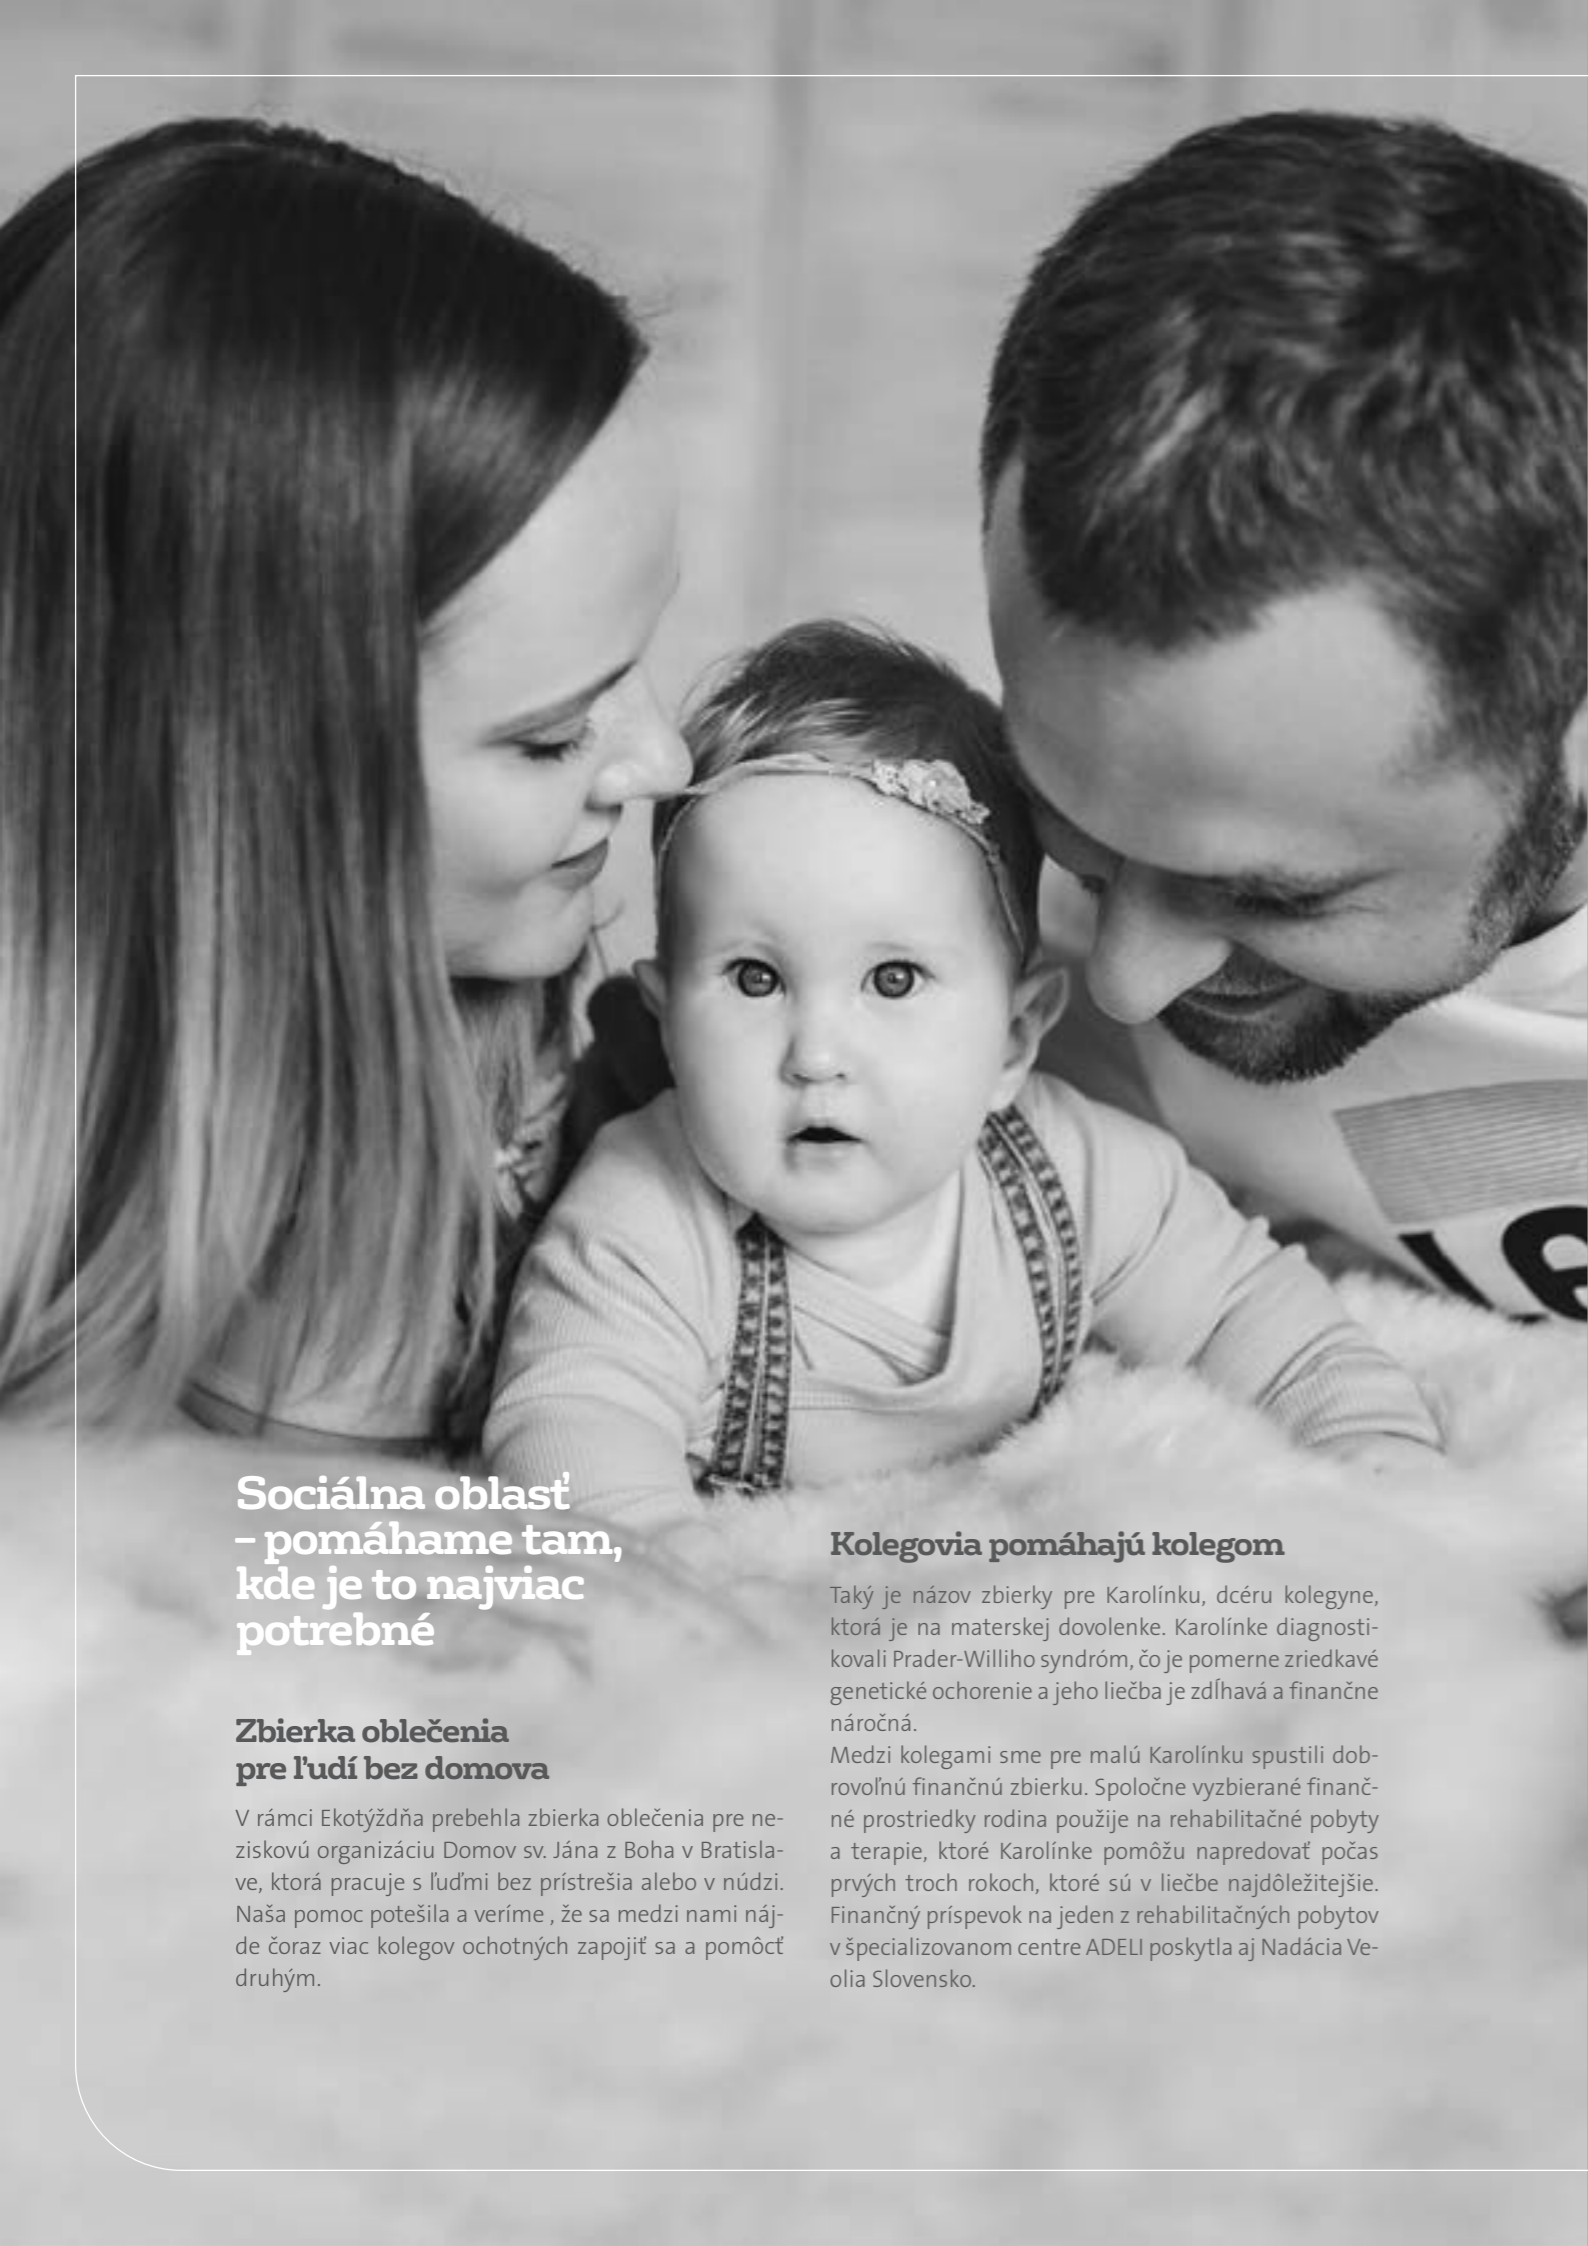 Sociálna oblasť
– pomáhame tam,
kde je to najviac
potrebné
Zbierka oblečenia
pre ľudí bez domova
V rámci Ekotýždňa prebehla zbierka oblečenia pre ne-
ziskovú organizáciu Domov sv. Jána z Boha v Bratisla-
ve, ktorá pracuje s ľuďmi bez prístrešia alebo v núdzi.
Naša pomoc potešila a veríme , že sa medzi nami náj-
de čoraz viac kolegov ochotných zapojiť sa a pomôcť
druhým.
Kolegovia pomáhajú kolegom
Taký je názov zbierky pre Karolínku, dcéru kolegyne,
ktorá je na materskej dovolenke. Karolínke diagnosti-
kovali Prader-Williho syndróm, čo je pomerne zriedkavé
genetické ochorenie a jeho liečba je zdĺhavá a finančne
náročná.
Medzi kolegami sme pre malú Karolínku spustili dob-
rovoľnú finančnú zbierku. Spoločne vyzbierané finanč-
né prostriedky rodina použije na rehabilitačné pobyty
a terapie, ktoré Karolínke pomôžu napredovať počas
prvých troch rokoch, ktoré sú v liečbe najdôležitejšie.
Finančný príspevok na jeden z rehabilitačných pobytov
v špecializovanom centre ADELI poskytla aj Nadácia Ve-
olia Slovensko.